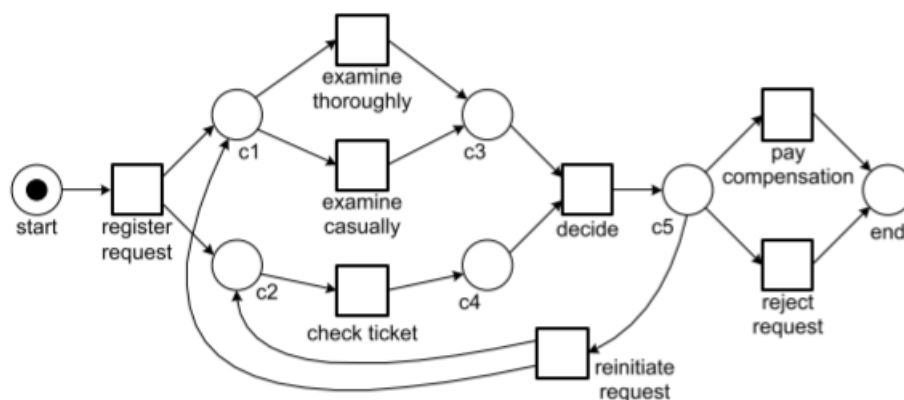 examine
thoroughly
c1
c3
pay
compensation
examine
casually
start
register
request
decide
c5
end
c2
c4
check ticket
reject
request
reinitiate
request